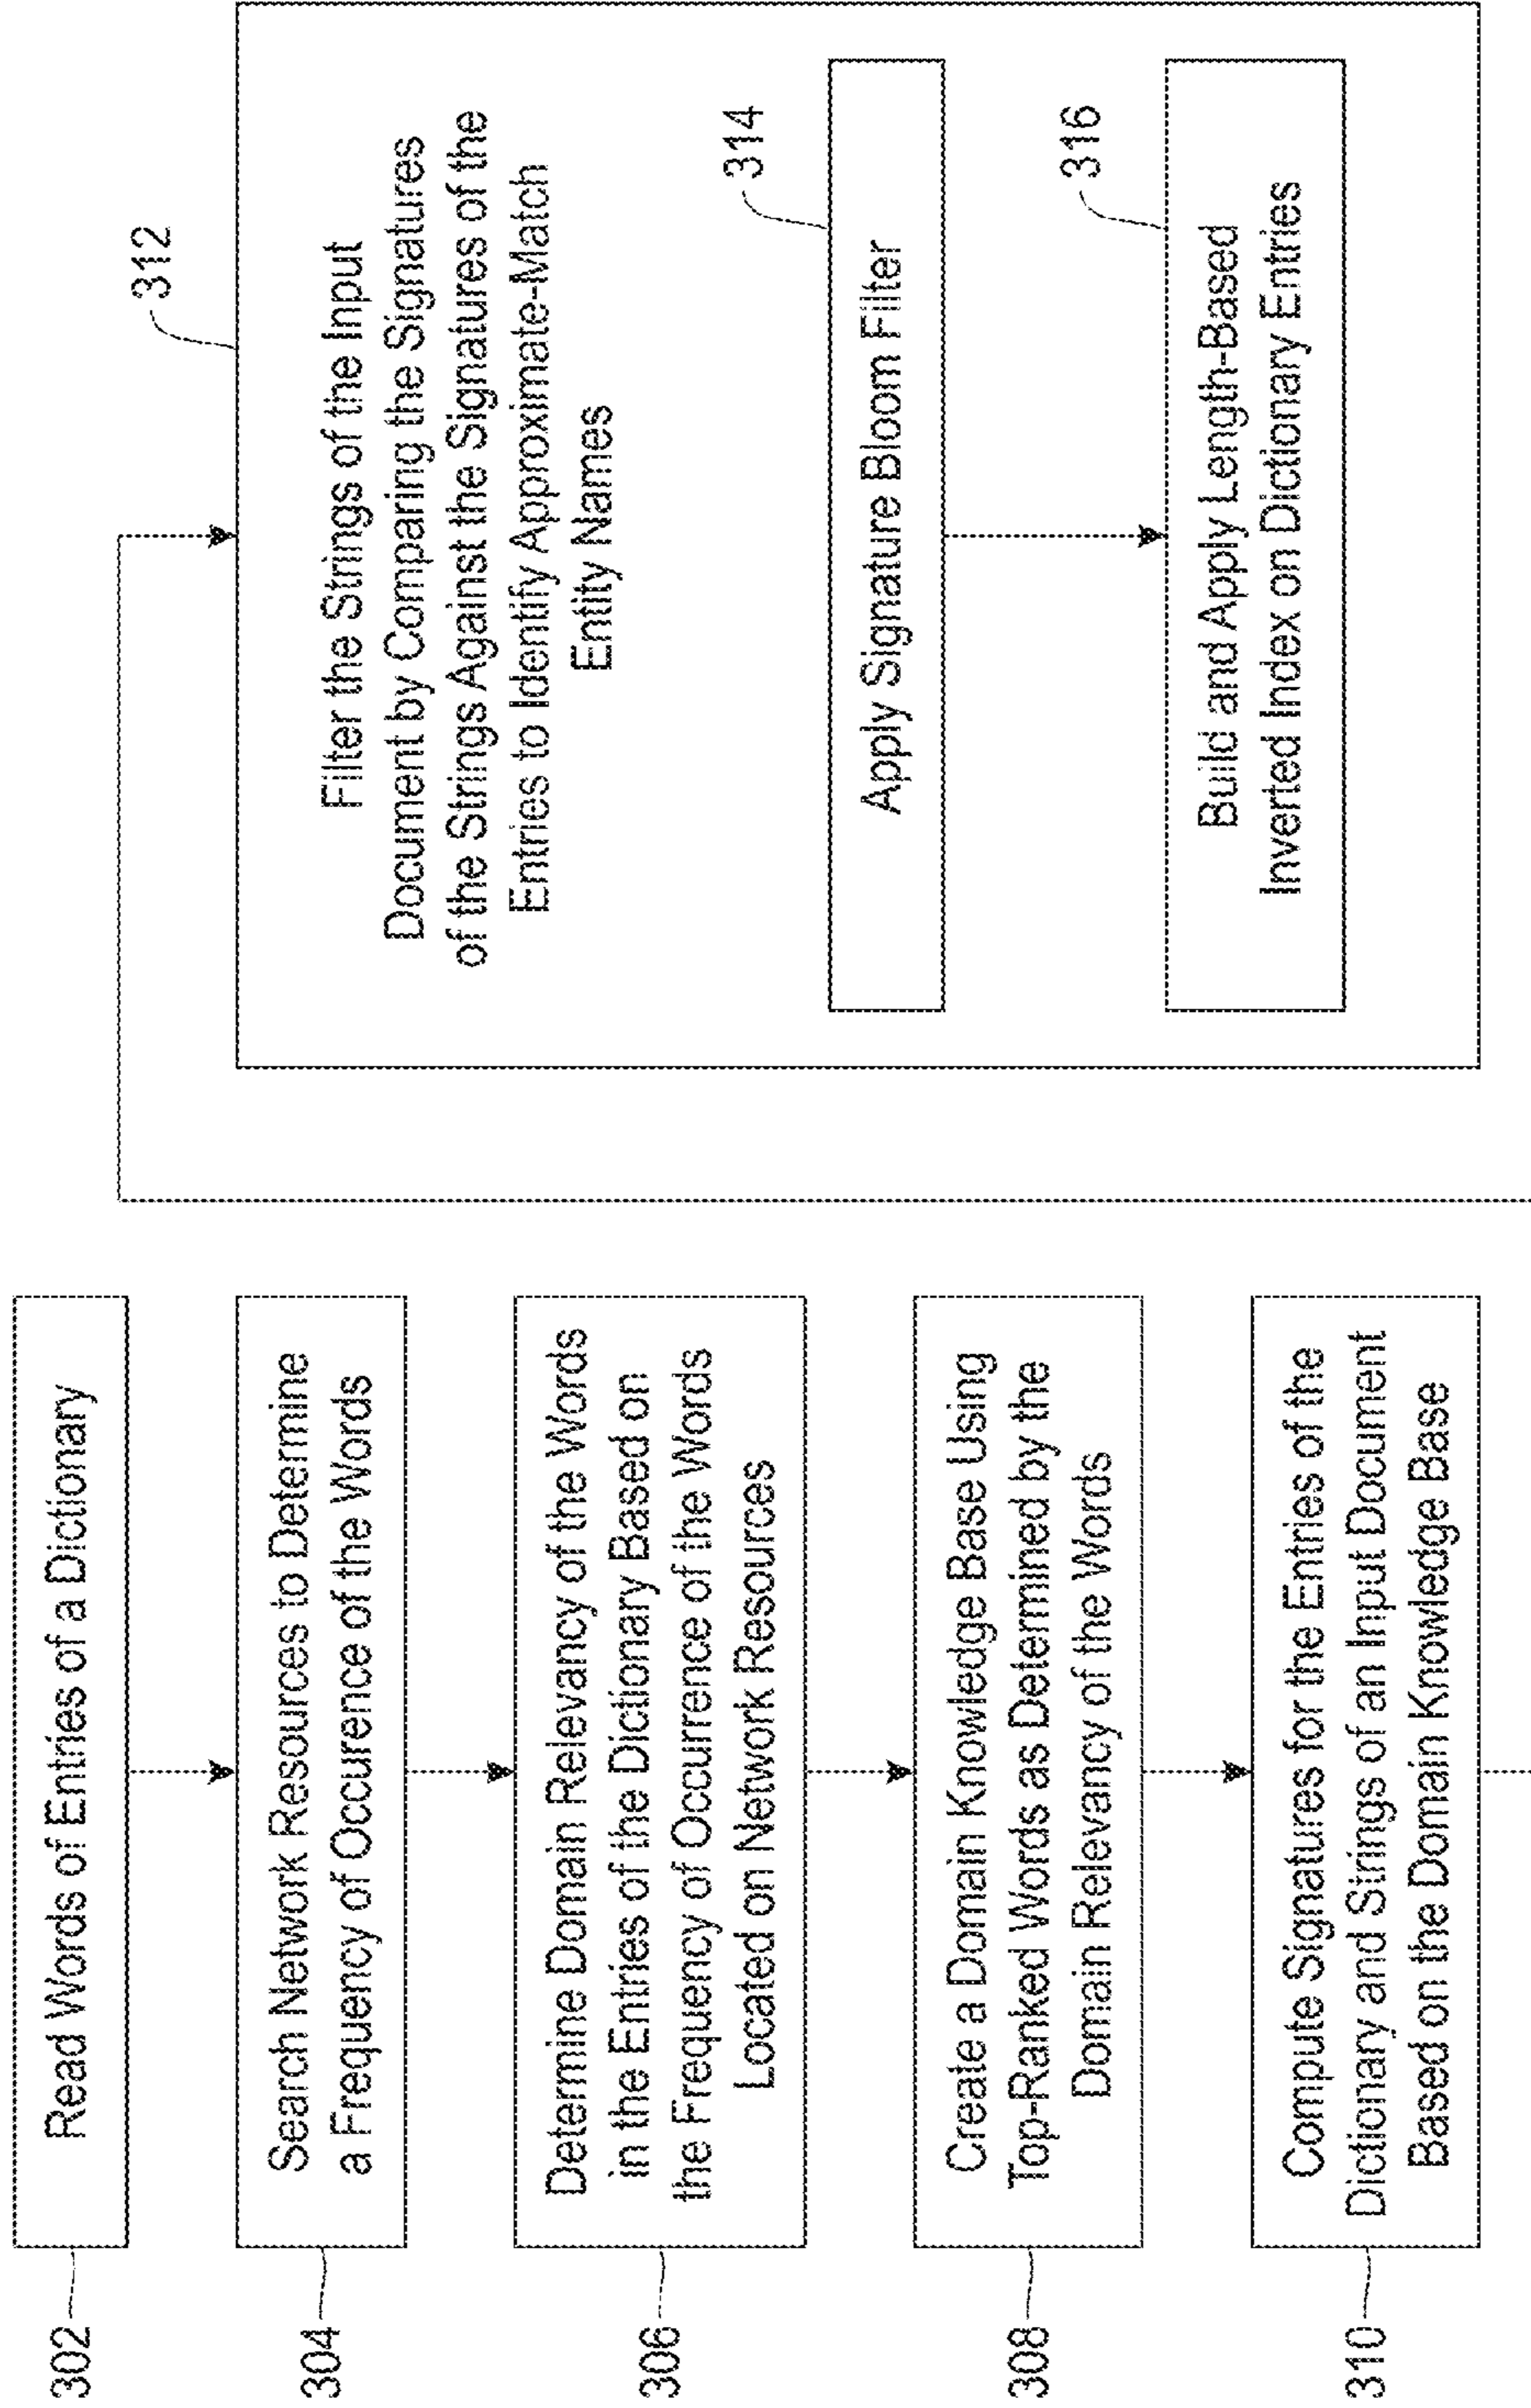 302
Read Words of Entries of a Dictionary
304
Search Network Resources to Determine
a Frequency of Occurence of the Words
306
Determine Domain Relevancy of the Words
in the Entries of the Dictionary Based on
the Frequency of Occurrence of the Words
Located on Network Resources
308
Create a Domain Knowledge Base Using
Top-Ranked Words as Determined by the
Domain Relevancy of the Words
310
Compute Signatures for the Entries of the
Dictionary and Strings of an Input Document
Based on the Domain Knowledge Base
312
Filter the Strings of the Input
Document by Comparing the Signatures
of the Strings Against the Signatures of the
Entries to Identify Approximate-Match
Entity Names
314
Apply Signature Bloom Filter
316
Build and Apply Length-Based
Inverted Index on Dictionary Entries